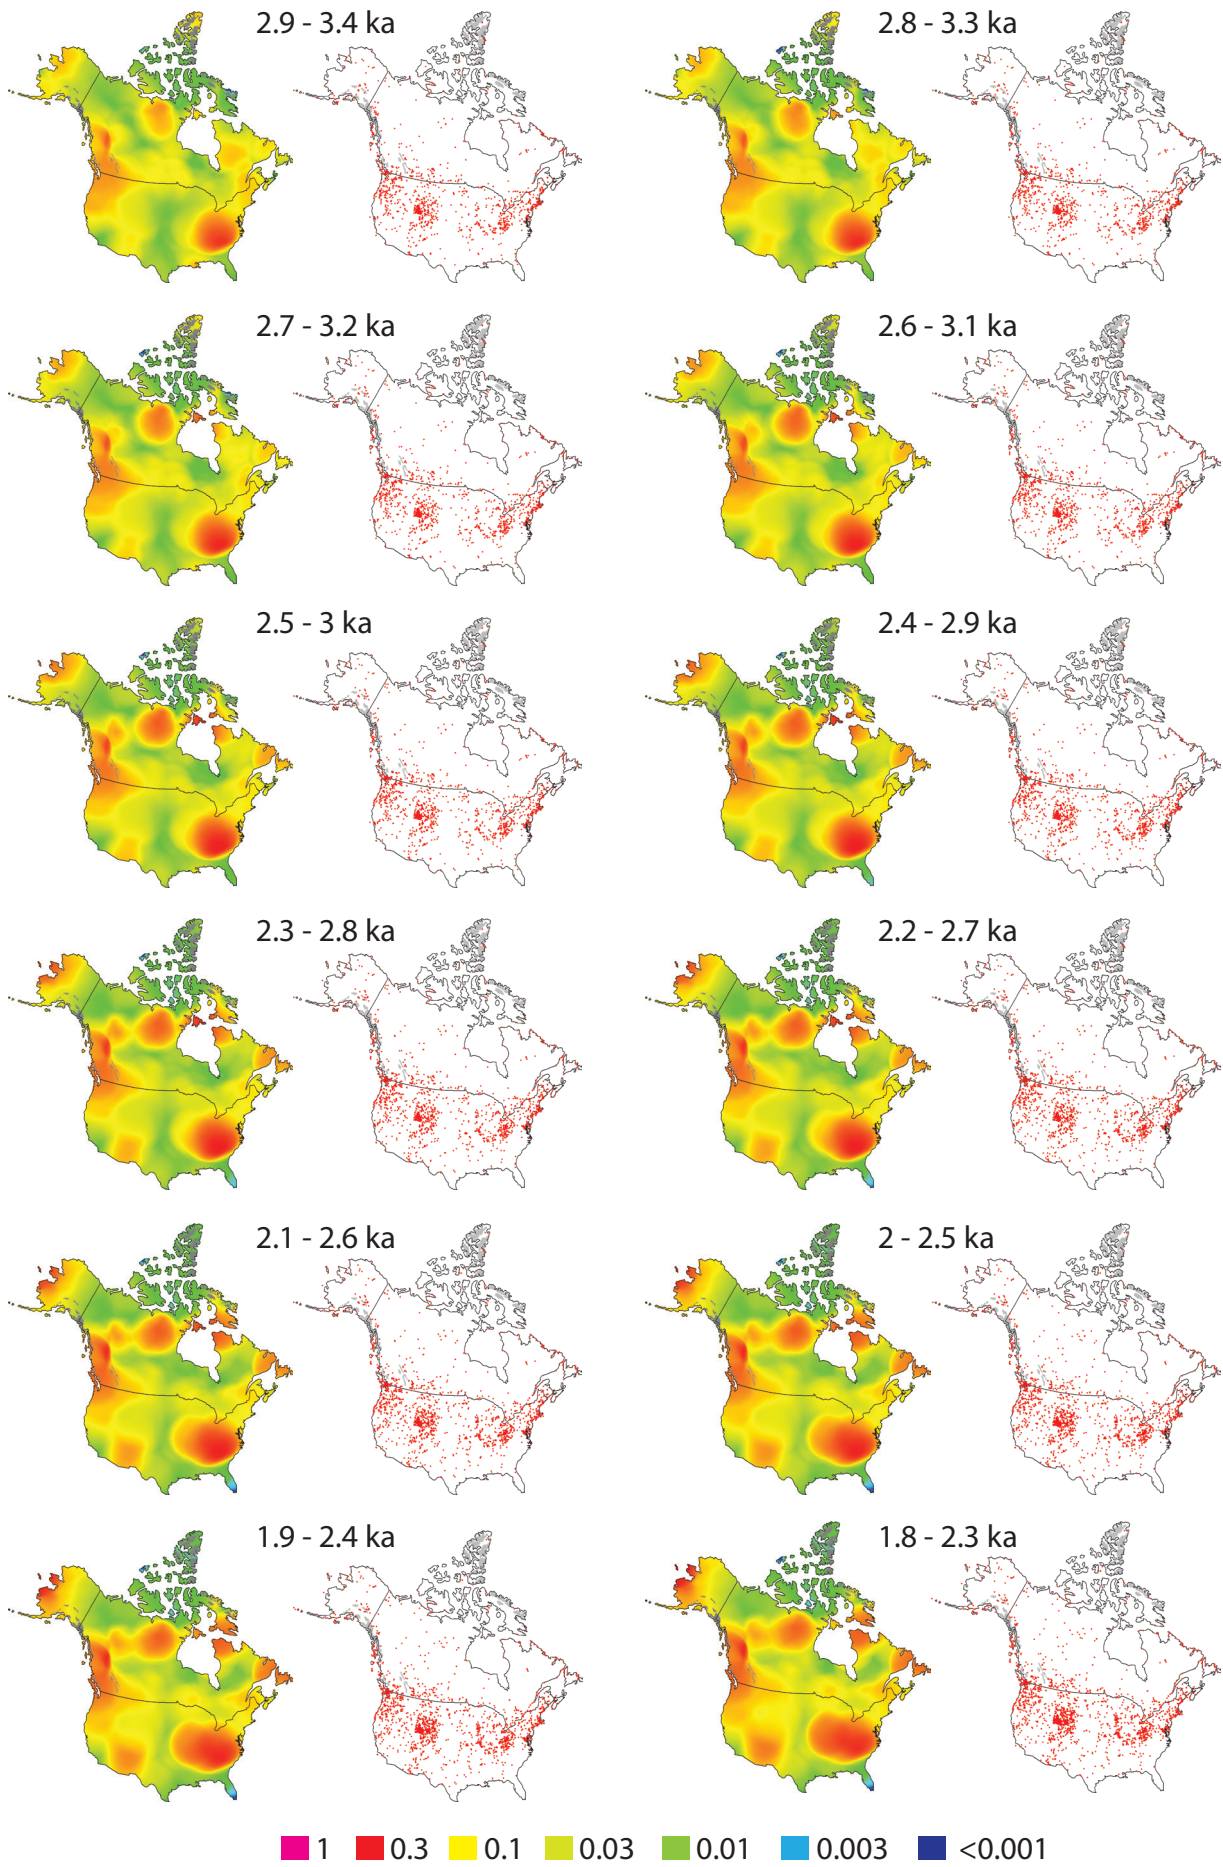 2.9 - 3.4 ka
2.8 - 3.3 ka
2.7 - 3.2 ka
2.6 - 3.1 ka
2.5 - 3 ka
2.4 - 2.9 ka
2.3 - 2.8 ka
2.2 - 2.7 ka
2.1 - 2.6 ka
2 - 2.5 ka
1.9 - 2.4 ka
1.8 - 2.3 ka
1 0.3 0.1 0.03 0.01 0.003 <0.001